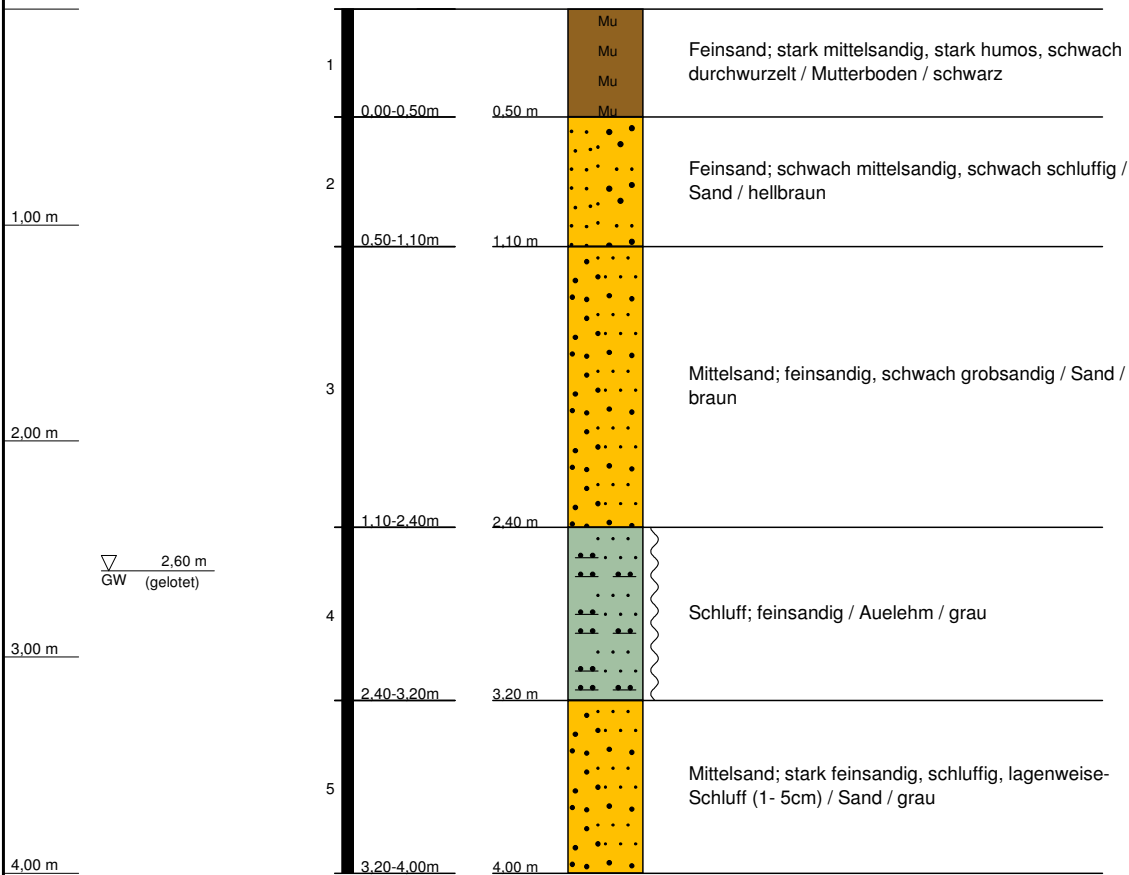 Mu
Mu
Mu
Mu
1
Feinsand; stark mittelsandig, stark humos, schwach
durchwurzelt / Mutterboden / schwarz
0.00-0,50m
0,50 m
2
Feinsand; schwach mittelsandig, schwach schluffig /
Sand / hellbraun
1,00 m
0.50-1,10m
1,10 m
3
Mittelsand; feinsandig, schwach grobsandig / Sand /
braun
2,00 m
1,10-2,40m
2,40 m
2,60 m
GW (gelotet)
4
Schluff; feinsandig / Auelehm / grau
3,00 m
2,40-3,20m
3,20 m
5
Mittelsand; stark feinsandig, schluffig, lagenweise-
Schluff (1- 5cm) / Sand / grau
4,00 m
3,20-4,00m
4,00 m